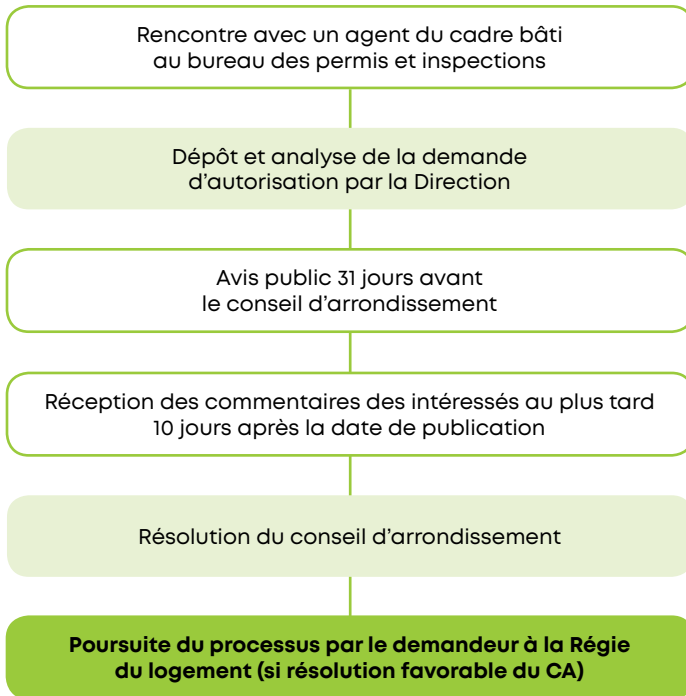 Rencontre avec un agent du cadre bâti
au bureau des permis et inspections
Dépôt et analyse de la demande
d’autorisation par la Direction
Avis public 31 jours avant
le conseil d’arrondissement
Réception des commentaires des intéressés au plus tard
10 jours après la date de publication
Résolution du conseil d’arrondissement
Poursuite du processus par le demandeur à la Régie
du logement (si résolution favorable du CA)